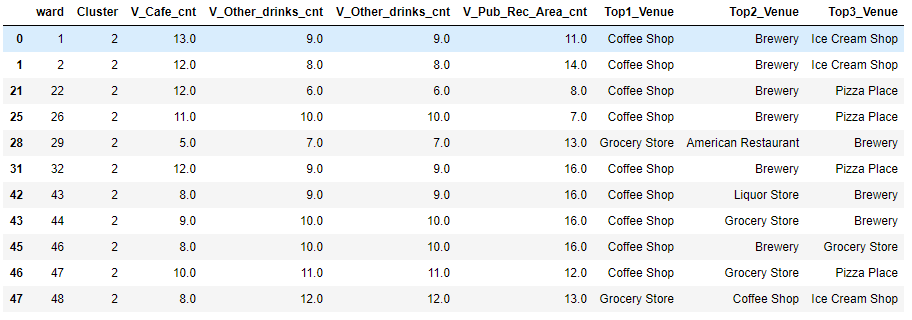 ward Cluster V_Cafe_cnt V_Other_drinks_cnt V_Other_drinks_cnt V_Pub_Rec_Area_cnt Top1_Venue Top2_Venue Top3_Venue
0 1 2 13.0 9.0 9.0 11.0 Coffee Shop Brewery Ice Cream Shop
1 2 2 12.0 8.0 8.0 14.0 Coffee Shop Brewery Ice Cream Shop
21 22 2 12.0 6.0 6.0 8.0 Coffee Shop Brewery Pizza Place
25 26 2 11.0 10.0 10.0 7.0 Coffee Shop Brewery Pizza Place
28 29 2 5.0 7.0 7.0 13.0 Grocery Store American Restaurant Brewery
31 32 2 12.0 9.0 9.0 16.0 Coffee Shop Brewery Pizza Place
42 43 2 8.0 9.0 9.0 16.0 Coffee Shop Liquor Store Brewery
43 44 2 9.0 10.0 10.0 16.0 Coffee Shop Grocery Store Brewery
45 46 2 8.0 10.0 10.0 16.0 Coffee Shop Brewery Grocery Store
46 47 2 10.0 11.0 11.0 12.0 Coffee Shop Grocery Store Pizza Place
47 48 2 8.0 12.0 12.0 13.0 Grocery Store Coffee Shop Ice Cream Shop